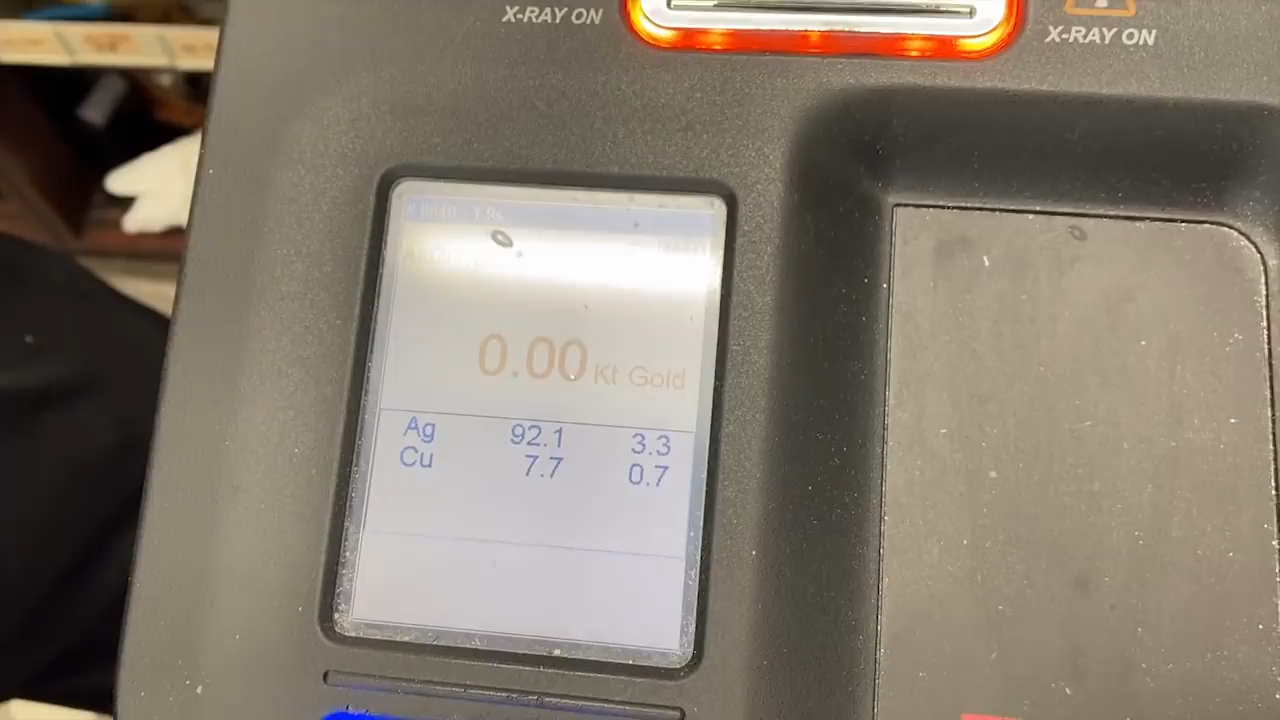 X-RAY ON
X-RAY ON
0.00 Kt Gold
Ag 92.1 3.3
Cu 7.7 0.7